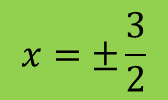 x = ± 3/2